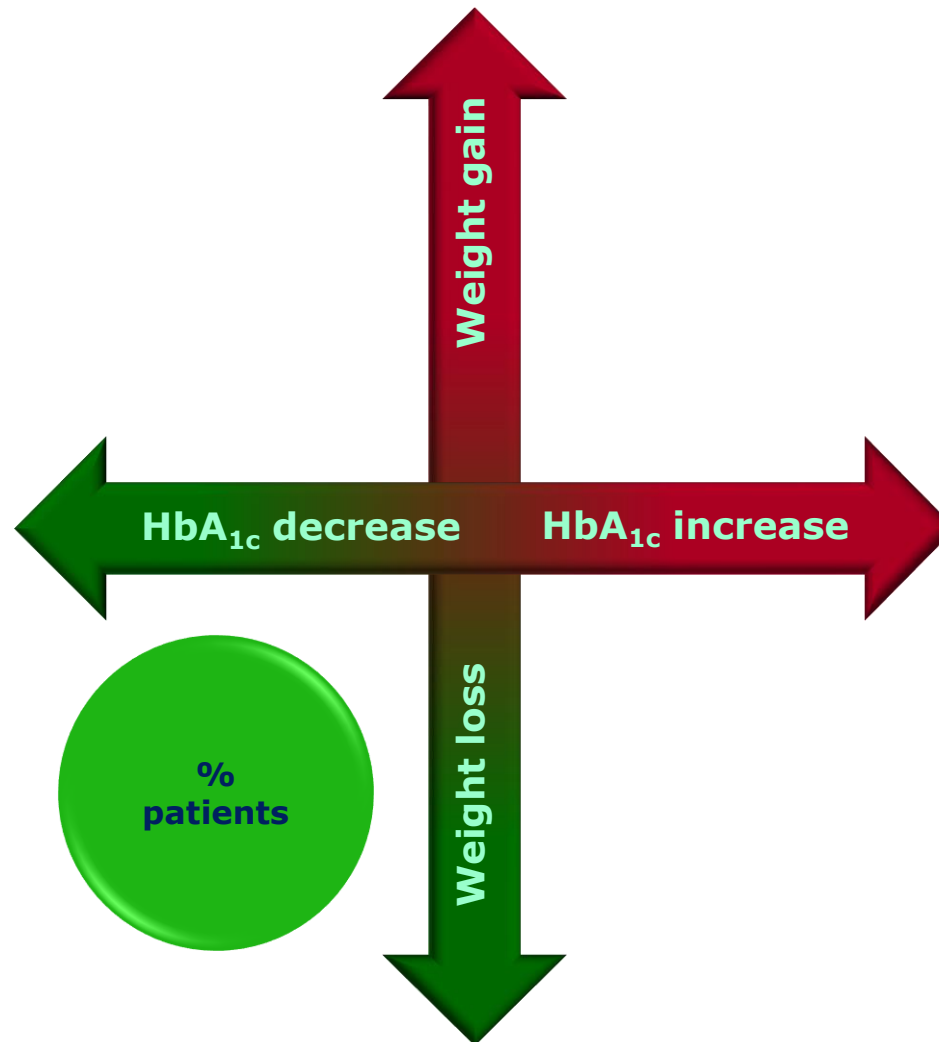 Weight gain
HbA₁c decrease
HbA₁c increase
Weight loss
%
patients